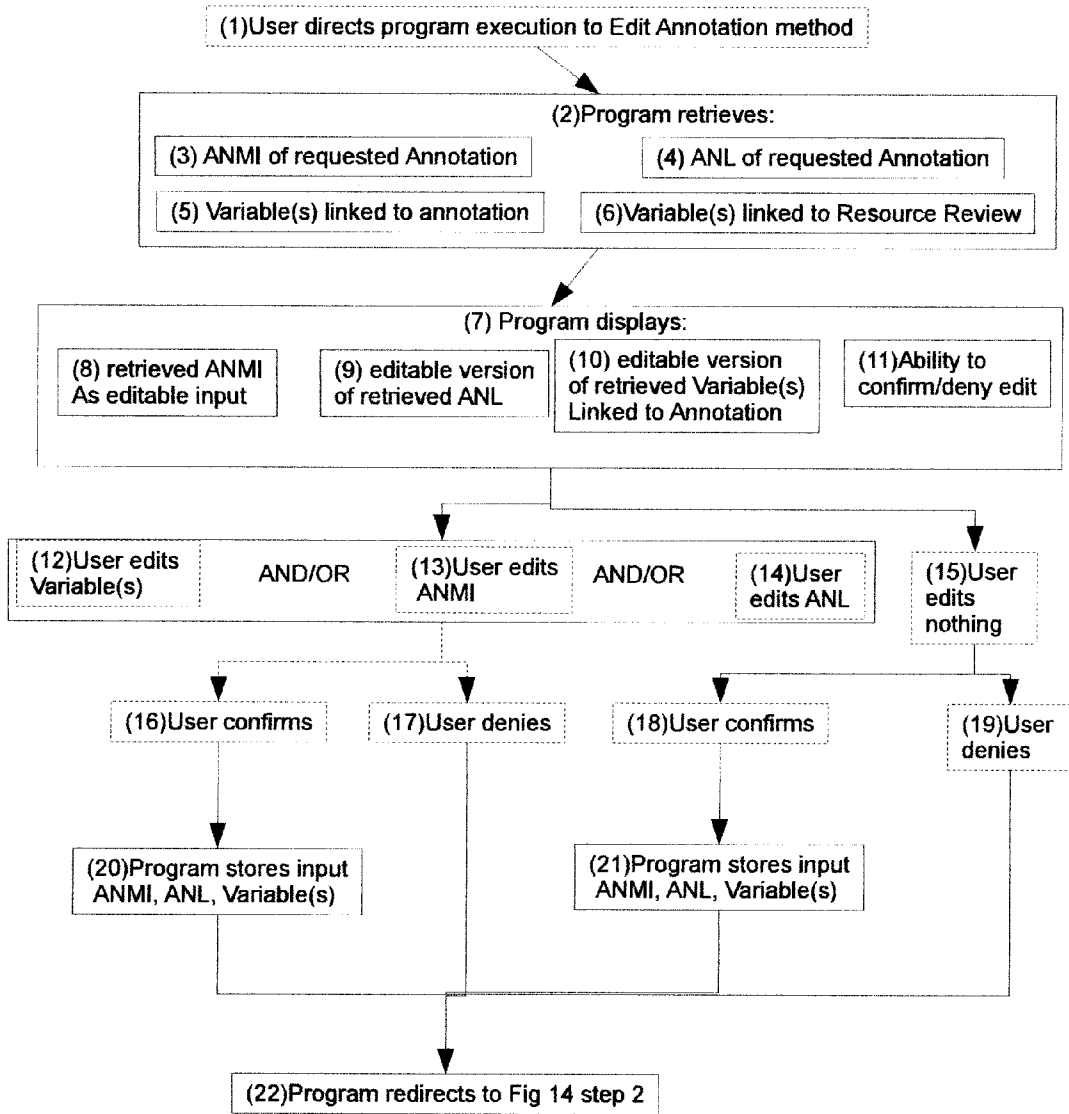 (1)User directs program execution to Edit Annotation method
(2)Program retrieves:
(3) ANMI of requested Annotation
(4) ANL of requested Annotation
(5) Variable(s) linked to annotation
(6)Variable(s) linked to Resource Review
(7) Program displays:
(8) retrieved ANMI
As editable input
(9) editable version
of retrieved ANL
(10) editable version
of retrieved Variable(s)
Linked to Annotation
(11)Ability to
confirm/deny edit
(12)User edits
Variable(s)
AND/OR
(13)User edits
ANMI
AND/OR
(14)User
edits ANL
(15)User
edits
nothing
(16)User confirms
(17)User denies
(18)User confirms
(19)User
denies
(20)Program stores input
ANMI, ANL, Variable(s)
(21)Program stores input
ANMI, ANL, Variable(s)
(22)Program redirects to Fig 14 step 2